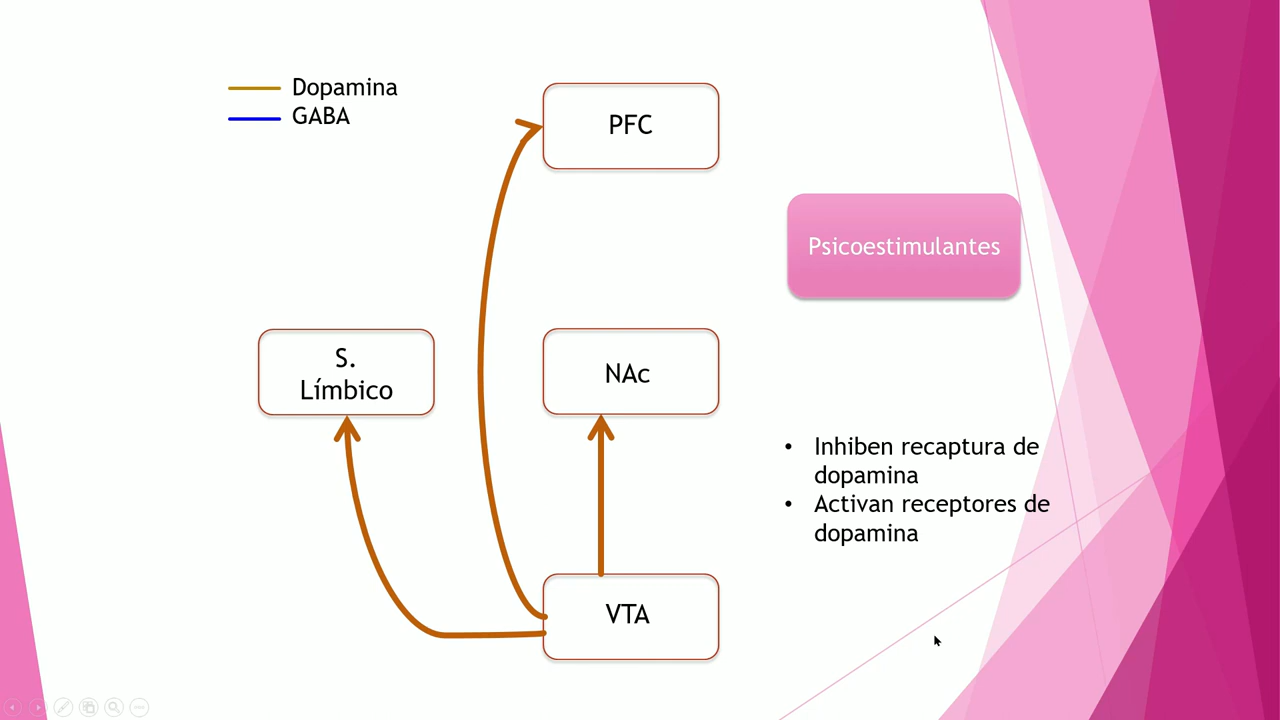 Dopamina
GABA
PFC
Psicoestimulantes
S.
Límbico
NAc
• Inhiben recaptura de
dopamina
• Activan receptores de
dopamina
VTA